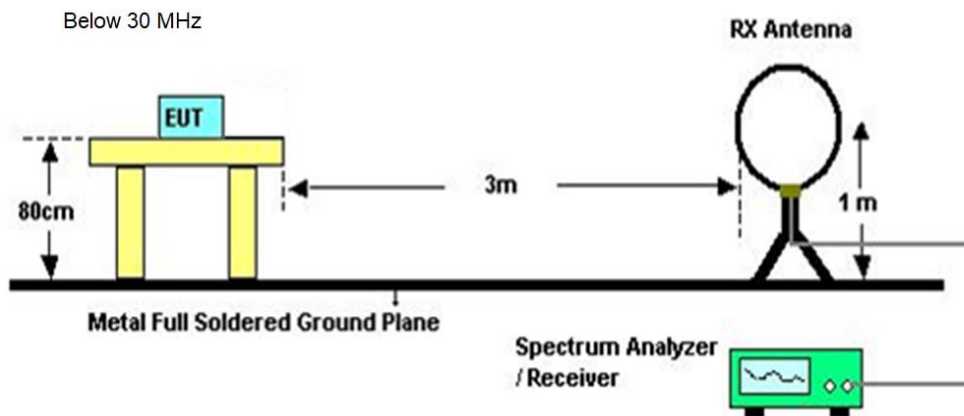 Below 30 MHz
RX Antenna
EUT
80cm
3m
1 m
Metal Full Soldered Ground Plane
Spectrum Analyzer
/ Receiver